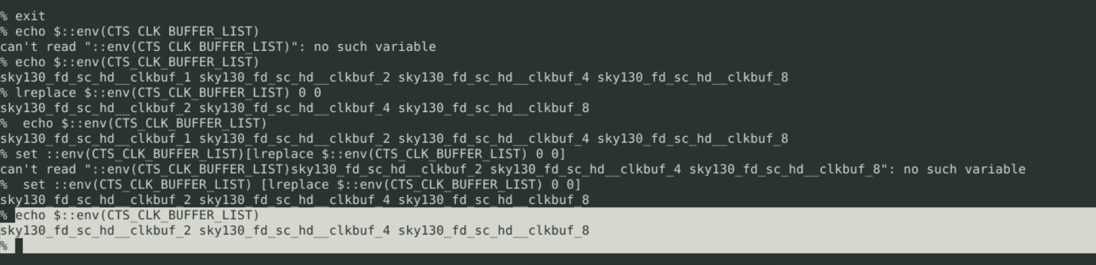 % exit
% echo $::env(CTS CLK BUFFER_LIST)
can't read "::env(CTS CLK BUFFER_LIST)": no such variable
% echo $::env(CTS_CLK_BUFFER_LIST)
sky130_fd_sc_hd__clkbuf_1 sky130_fd_sc_hd__clkbuf_2 sky130_fd_sc_hd__clkbuf_4 sky130_fd_sc_hd__clkbuf_8
% lreplace $::env(CTS_CLK_BUFFER_LIST) 0 0
sky130_fd_sc_hd__clkbuf_2 sky130_fd_sc_hd__clkbuf_4 sky130_fd_sc_hd__clkbuf_8
%  echo $::env(CTS_CLK_BUFFER_LIST)
sky130_fd_sc_hd__clkbuf_1 sky130_fd_sc_hd__clkbuf_2 sky130_fd_sc_hd__clkbuf_4 sky130_fd_sc_hd__clkbuf_8
% set ::env(CTS_CLK_BUFFER_LIST)[lreplace $::env(CTS_CLK_BUFFER_LIST) 0 0]
can't read "::env(CTS_CLK_BUFFER_LIST)sky130_fd_sc_hd__clkbuf_2 sky130_fd_sc_hd__clkbuf_4 sky130_fd_sc_hd__clkbuf_8": no such variable
%  set ::env(CTS_CLK_BUFFER_LIST) [lreplace $::env(CTS_CLK_BUFFER_LIST) 0 0]
sky130_fd_sc_hd__clkbuf_2 sky130_fd_sc_hd__clkbuf_4 sky130_fd_sc_hd__clkbuf_8
% echo $::env(CTS_CLK_BUFFER_LIST)
sky130_fd_sc_hd__clkbuf_2 sky130_fd_sc_hd__clkbuf_4 sky130_fd_sc_hd__clkbuf_8
%